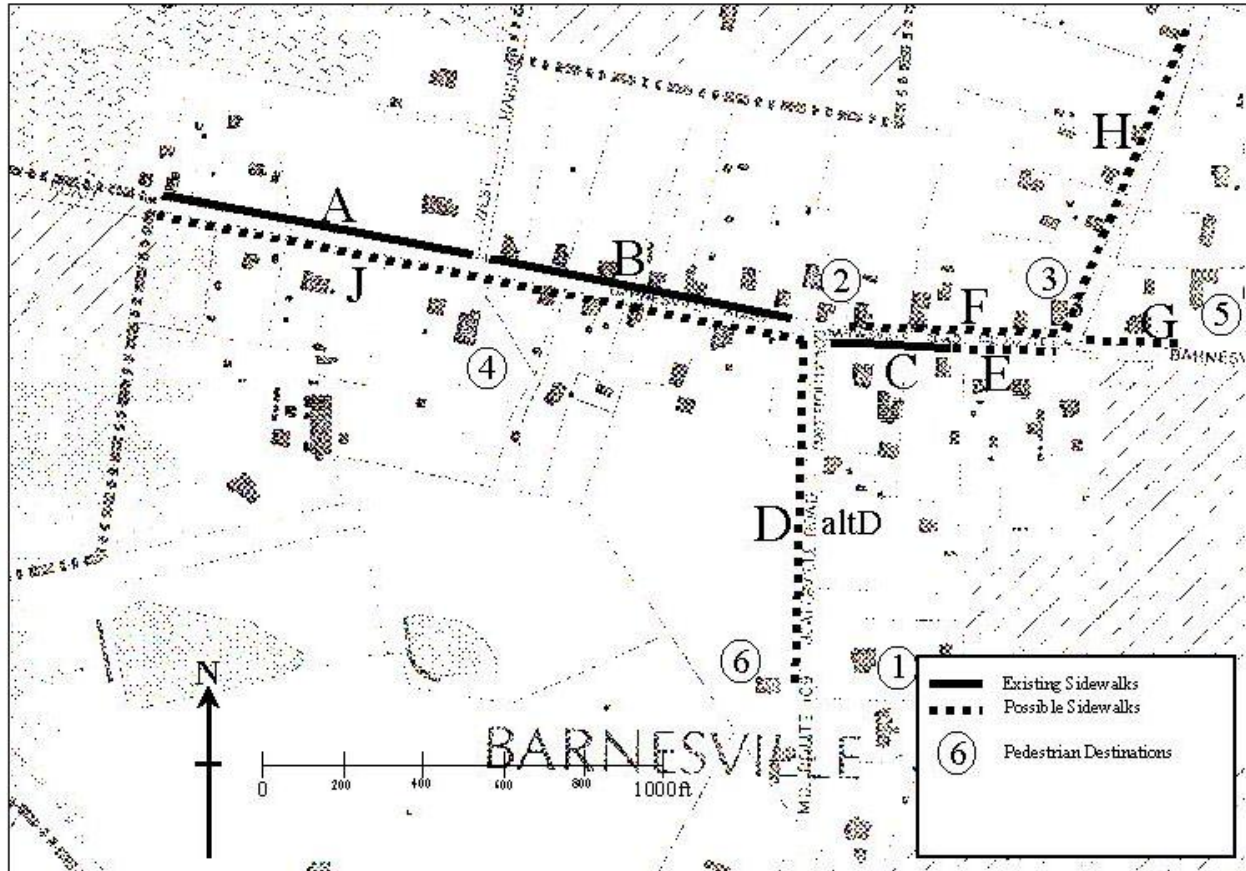 H
A
B
J
2
3
F
G
5
C
E
4
BARNESV
D
altD
6
1
N
BARNESVILLE
0
200
400
600
800
1000ft
Existing Sidewalks
Possible Sidewalks
6
Pedestrian Destinations